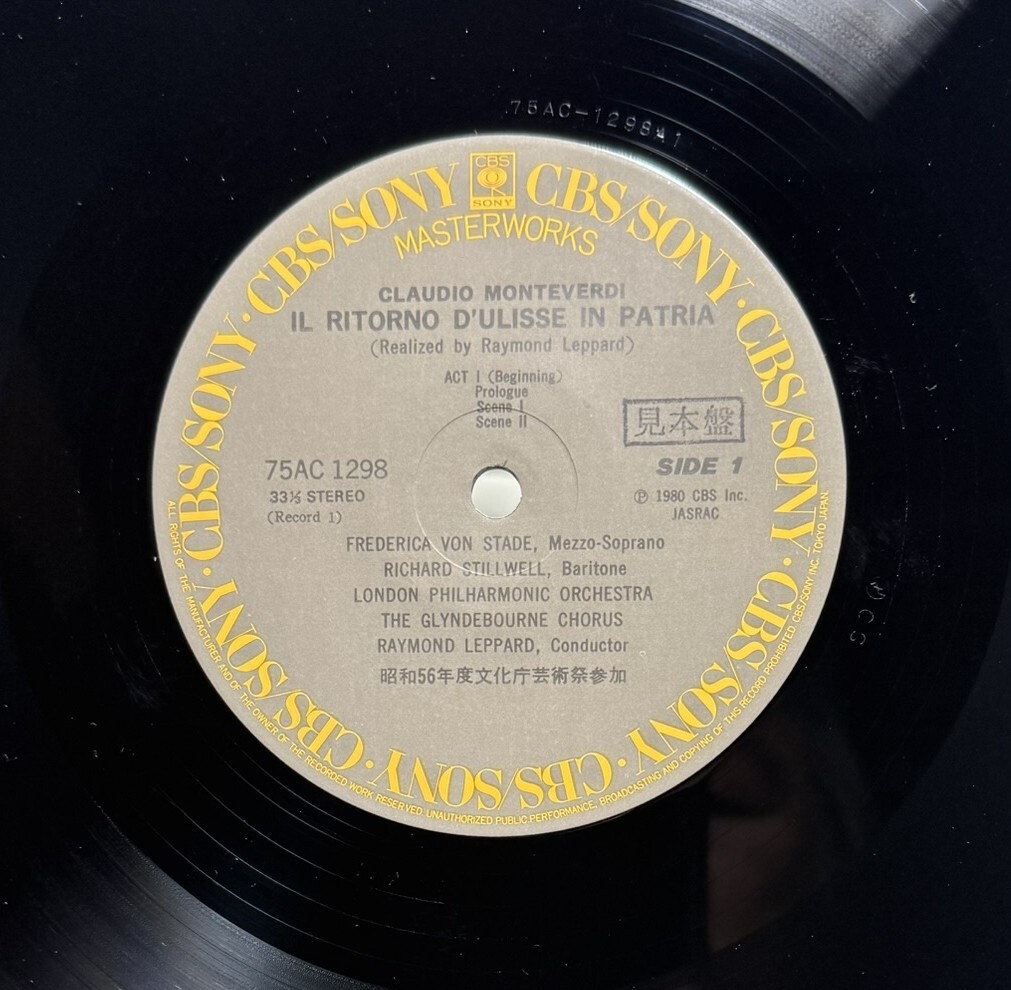 75AC-1298A1
CBS
SONY
CBS/SONY · CBS/SONY · CBS/SONY · CBS/SONY · CBS/SONY · CBS/SONY · CBS/SONY · CBS/SONY · CBS/SONY
MASTERWORKS
CLAUDIO MONTEVERDI
IL RITORNO D'ULISSE IN PATRIA
(Realized by Raymond Leppard)
ACT I (Beginning)
Prologue
Scene I
Scene II
見本盤
75AC 1298
SIDE 1
33⅓ STEREO
℗ 1980 CBS Inc.
(Record 1)
JASRAC
FREDERICA VON STADE, Mezzo-Soprano
RICHARD STILLWELL, Baritone
LONDON PHILHARMONIC ORCHESTRA
THE GLYNDEBOURNE CHORUS
RAYMOND LEPPARD, Conductor
昭和56年度文化庁芸術祭参加
ALL RIGHTS OF THE MANUFACTURER AND OF THE OWNER OF THE RECORDED WORK RESERVED. UNAUTHORIZED PUBLIC PERFORMANCE, BROADCASTING AND COPYING OF THIS RECORD PROHIBITED CBS/SONY INC. TOKYO JAPAN.